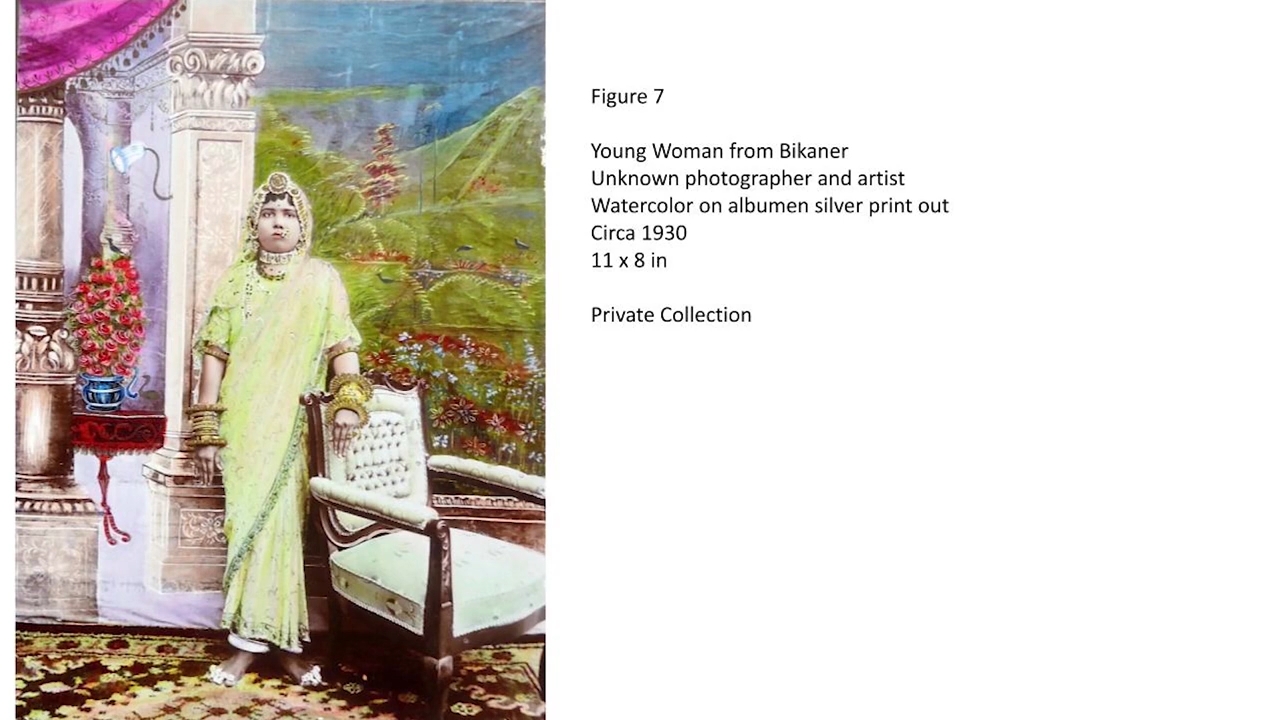 Figure 7
Young Woman from Bikaner
Unknown photographer and artist
Watercolor on albumen silver print out
Circa 1930
11 x 8 in
Private Collection